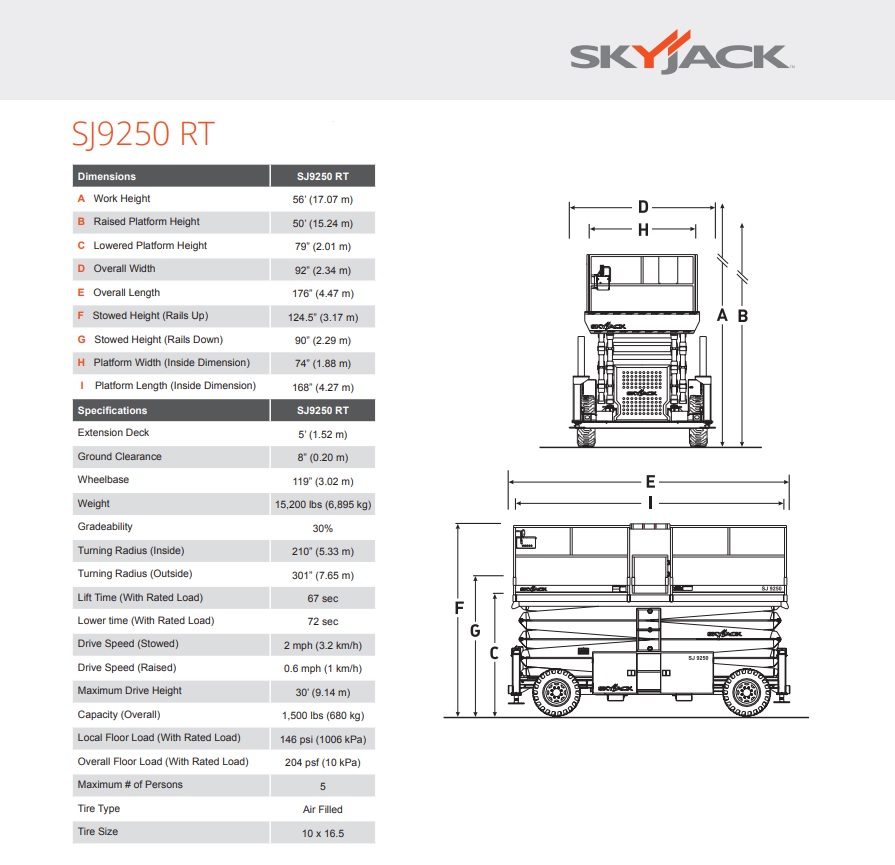 SKYJACK
SJ9250 RT
Dimensions SJ9250 RT
A Work Height 56' (17.07 m)
B Raised Platform Height 50' (15.24 m)
C Lowered Platform Height 79" (2.01 m)
D Overall Width 92" (2.34 m)
E Overall Length 176" (4.47 m)
F Stowed Height (Rails Up) 124.5" (3.17 m)
G Stowed Height (Rails Down) 90" (2.29 m)
H Platform Width (Inside Dimension) 74" (1.88 m)
I Platform Length (Inside Dimension) 168" (4.27 m)
Specifications SJ9250 RT
Extension Deck 5' (1.52 m)
Ground Clearance 8" (0.20 m)
Wheelbase 119" (3.02 m)
Weight 15,200 lbs (6,895 kg)
Gradeability 30%
Turning Radius (Inside) 210" (5.33 m)
Turning Radius (Outside) 301" (7.65 m)
Lift Time (With Rated Load) 67 sec
Lower time (With Rated Load) 72 sec
Drive Speed (Stowed) 2 mph (3.2 km/h)
Drive Speed (Raised) 0.6 mph (1 km/h)
Maximum Drive Height 30' (9.14 m)
Capacity (Overall) 1,500 lbs (680 kg)
Local Floor Load (With Rated Load) 146 psi (1006 kPa)
Overall Floor Load (With Rated Load) 204 psf (10 kPa)
Maximum # of Persons 5
Tire Type Air Filled
Tire Size 10 x 16.5
D
H
A B
SKYJACK
SKYJACK
E
I
SKYJACK SJ 9250
F
SKYJACK
G
C
SJ 9250
SKYJACK